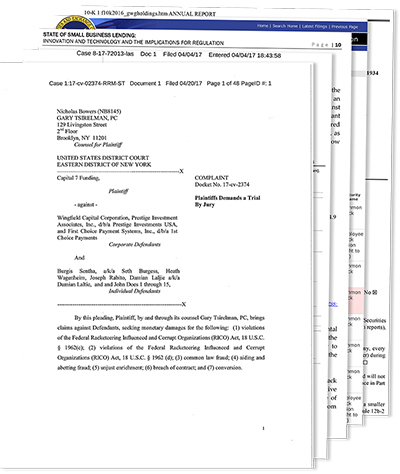 10-K 1 f10k2016_gwgholdings.htm ANNUAL REPORT
Home | Search Home | Latest Filings | Previous Page
STATE OF SMALL BUSINESS LENDING:
INNOVATION AND TECHNOLOGY AND THE IMPLICATIONS FOR REGULATION
Page | 10
Case 8-17-72013-las Doc 1 Filed 04/04/17 Entered 04/04/17 18:43:58
1934
Case 1:17-cv-02374-RRM-ST Document 1 Filed 04/20/17 Page 1 of 48 PageID #: 1
Nicholas Bowers (NB8145)
GARY TSIRELMAN, PC
129 Livingston Street
2nd Floor
Brooklyn, NY 11201
Counsel for Plaintiff
UNITED STATES DISTRICT COURT
EASTERN DISTRICT OF NEW YORK
---------------------------------------------------------X
Capital 7 Funding,
Plaintiff
- against -
Wingfield Capital Corporation, Prestige Investment
Associates, Inc., d/b/a Prestige Investments USA,
and First Choice Payment Systems, Inc., d/b/a 1st
Choice Payments
Corporate Defendants
And
Burgis Sentha, a/k/a Seth Burgess, Heath
Wagenheim, Joseph Rabito, Damian Laljie a/k/a
Damian Laltie, and and John Does 1 through 15,
Individual Defendants
---------------------------------------------------------X
COMPLAINT
Docket No. 17-cv-2374
Plaintiffs Demands a Trial
By Jury
By this pleading, Plaintiff, by and through its counsel Gary Tsirelman, PC, brings
claims against Defendants, seeking monetary damages for the following: (1) violations
of the Federal Racketeering Influenced and Corrupt Organizations (RICO) Act, 18 U.S.C.
§ 1962(c); (2) violations of the Federal Racketeering Influenced and Corrupt
Organizations (RICO) Act, 18 U.S.C. § 1962 (d); (3) common law fraud; (4) aiding and
abetting fraud; (5) unjust enrichment; (6) breach of contract; and (7) conversion.
1